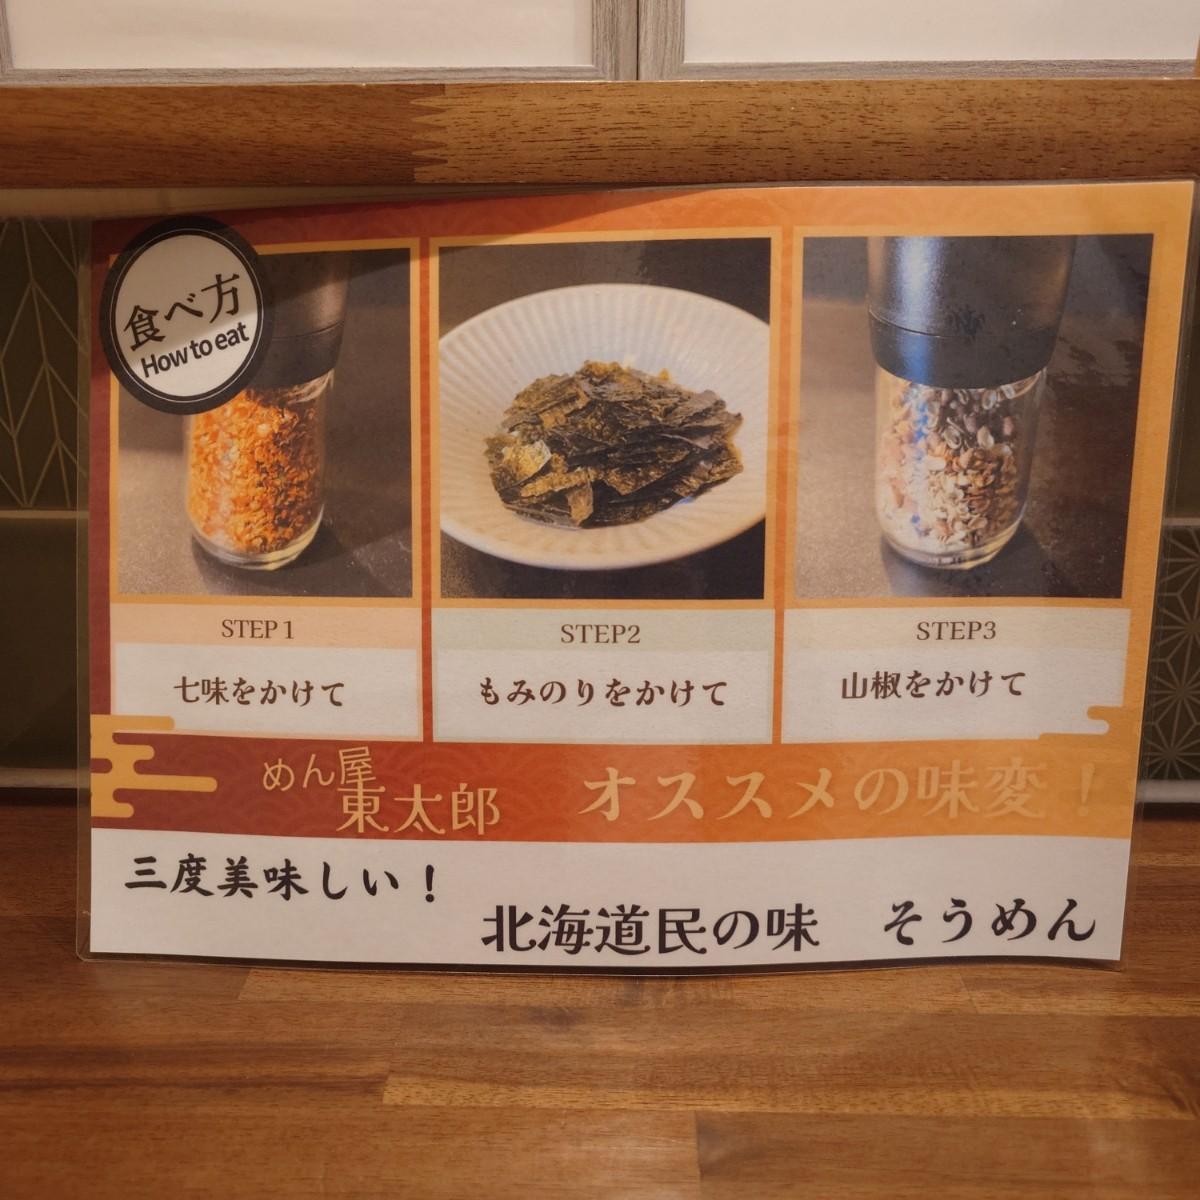 食べ方
How to eat
STEP 1
七味をかけて
STEP2
もみのりをかけて
STEP3
山椒をかけて
めん屋
東太郎
オススメの味変！
三度美味しい！
北海道民の味　そうめん